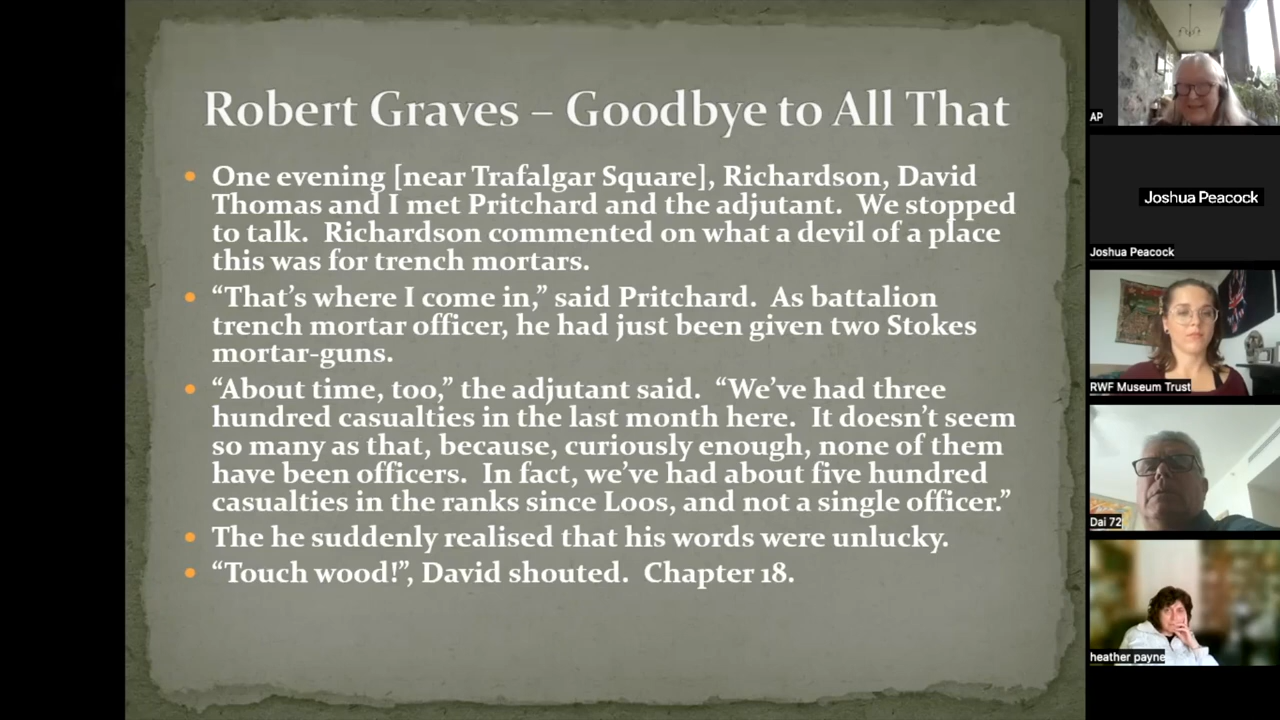 Robert Graves – Goodbye to All That
• One evening [near Trafalgar Square], Richardson, David
Thomas and I met Pritchard and the adjutant.  We stopped
to talk.  Richardson commented on what a devil of a place
this was for trench mortars.
• “That’s where I come in,” said Pritchard.  As battalion
trench mortar officer, he had just been given two Stokes
mortar-guns.
• “About time, too,” the adjutant said.  “We’ve had three
hundred casualties in the last month here.  It doesn’t seem
so many as that, because, curiously enough, none of them
have been officers.  In fact, we’ve had about five hundred
casualties in the ranks since Loos, and not a single officer.”
• The he suddenly realised that his words were unlucky.
• “Touch wood!”, David shouted.  Chapter 18.
AP
Joshua Peacock
Joshua Peacock
RWF Museum Trust
Dai 72
heather payne